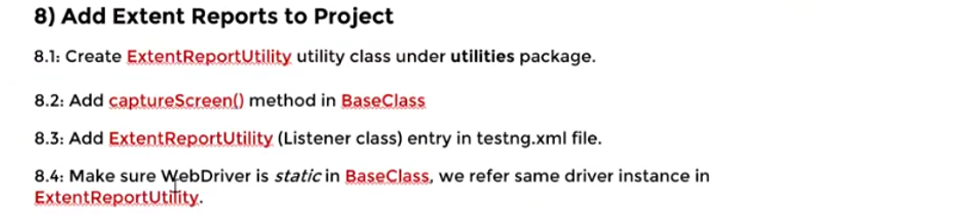 8) Add Extent Reports to Project
8.1: Create ExtentReportUtility utility class under utilities package.
8.2: Add captureScreen() method in BaseClass
8.3: Add ExtentReportUtility (Listener class) entry in testng.xml file.
8.4: Make sure WebDriver is static in BaseClass, we refer same driver instance in
ExtentReportUtility.